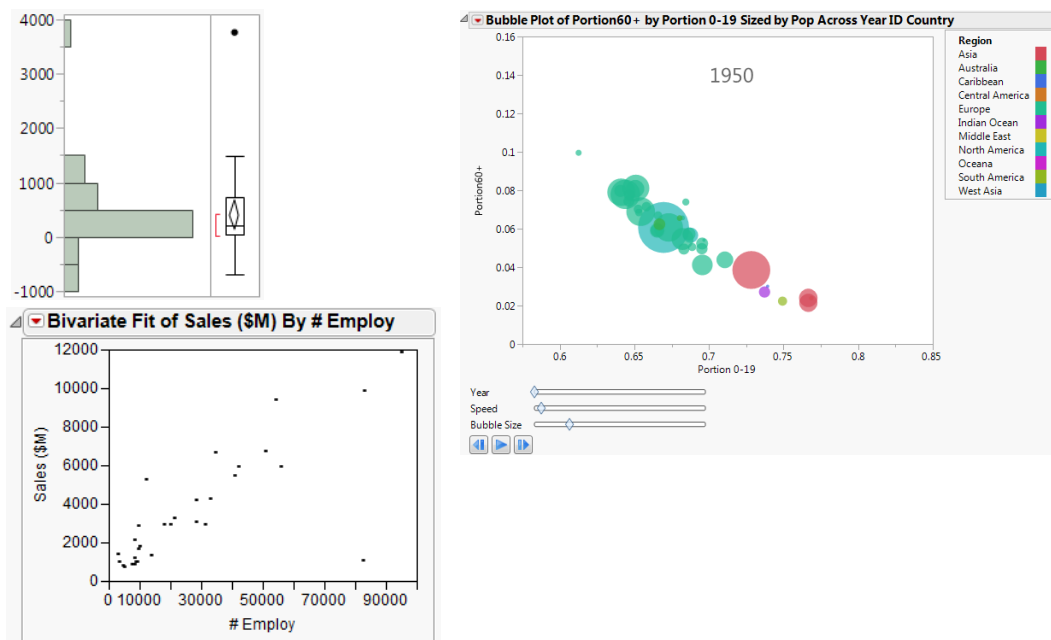 4000
3000
2000
1000
0
-1000
Bivariate Fit of Sales ($M) By # Employ
12000
10000
8000
6000
4000
2000
0
Sales ($M)
0 10000 30000 50000 70000 90000
# Employ
Bubble Plot of Portion60+ by Portion 0-19 Sized by Pop Across Year ID Country
0.16
0.14
0.12
0.1
0.08
0.06
0.04
0.02
0
Portion60+
1950
0.6 0.65 0.7 0.75 0.8 0.85
Portion 0-19
Region
Asia
Australia
Caribbean
Central America
Europe
Indian Ocean
Middle East
North America
Oceana
South America
West Asia
Year
Speed
Bubble Size